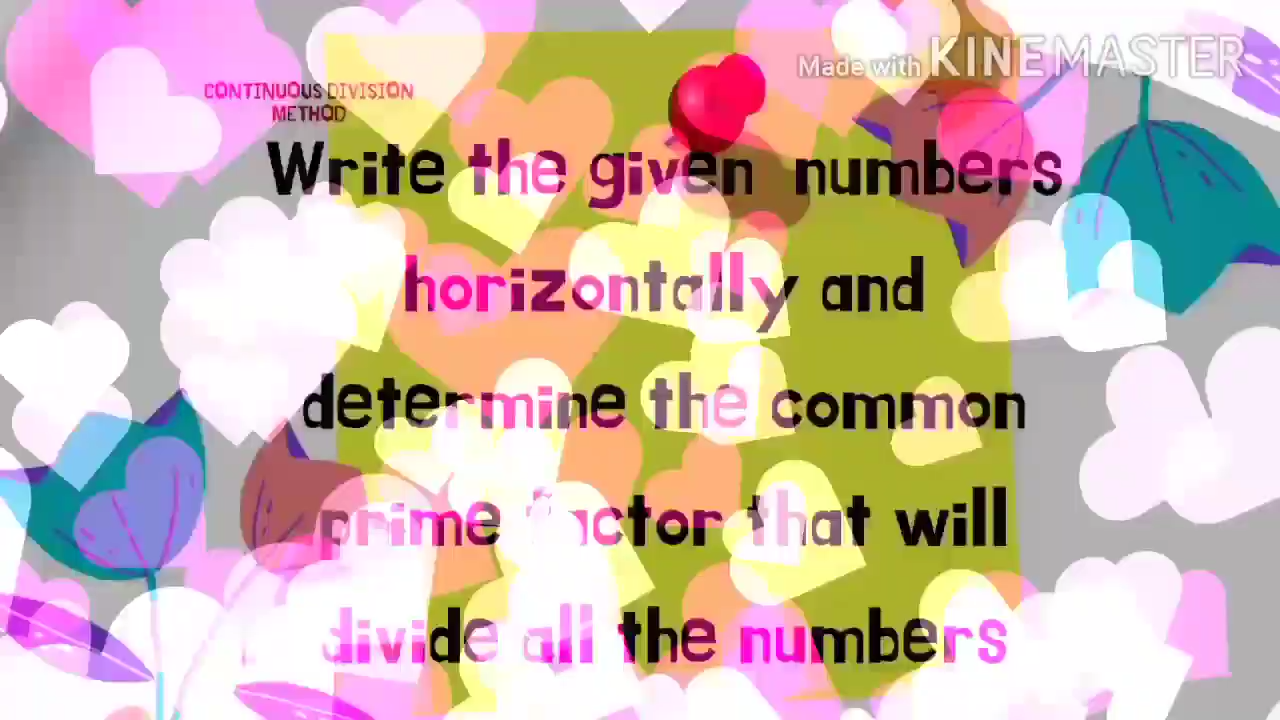 Made with KINEMASTER
CONTINUOUS DIVISION
METHOD
Write the given numbers
horizontally and
determine the common
prime factor that will
divide all the numbers